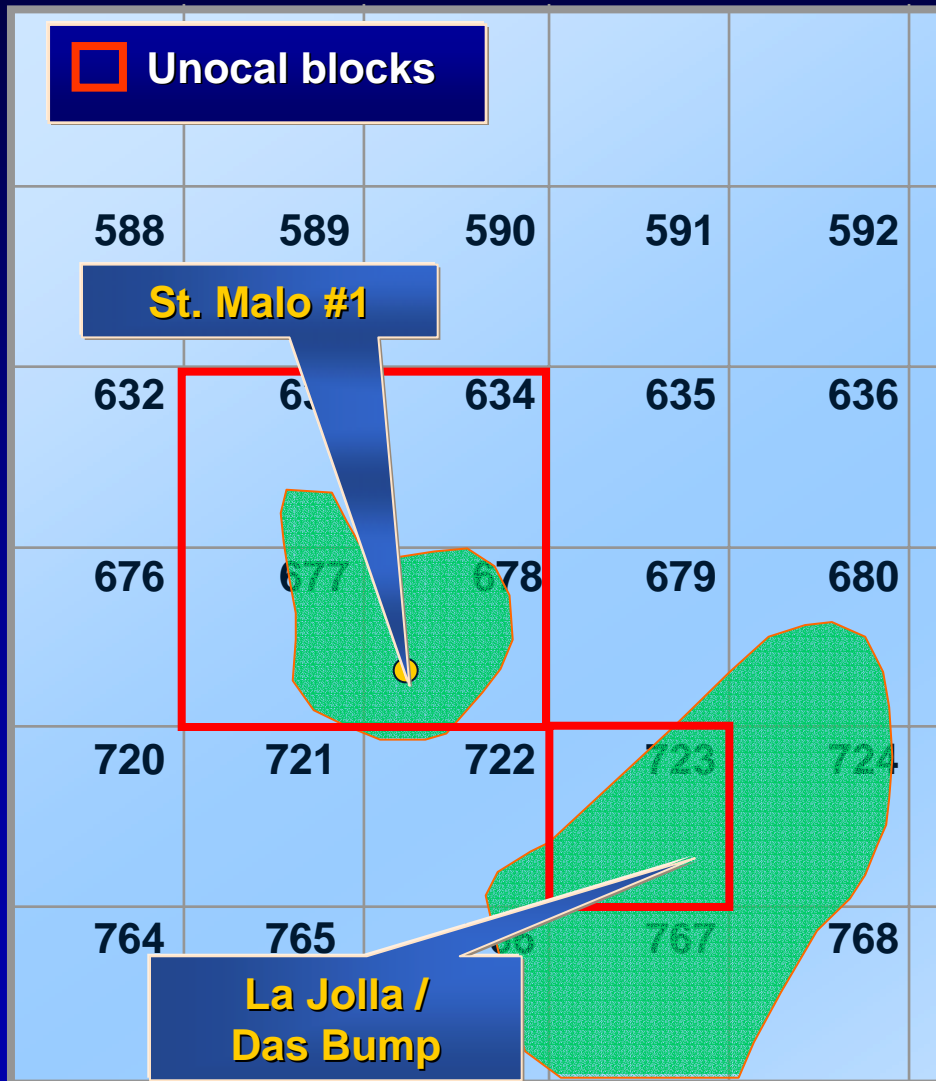 Unocal blocks
588 589 590 591 592
St. Malo #1
632 634 635 636
676 677 678 679 680
720 721 722 723 724
764 765 767 768
La Jolla /
Das Bump